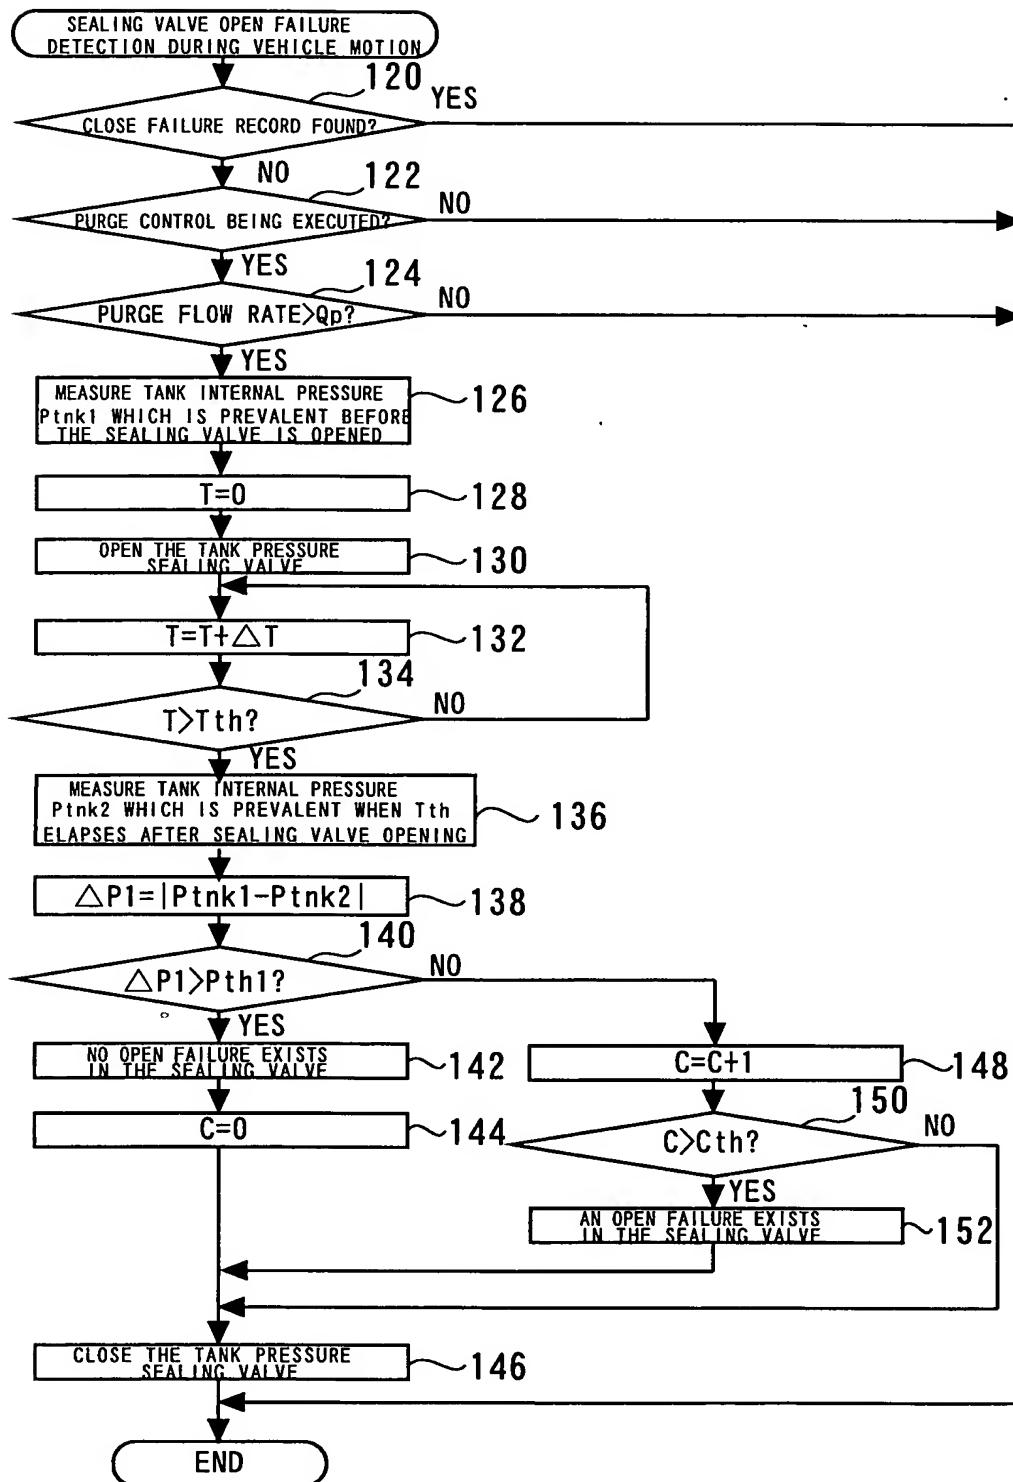 SEALING VALVE OPEN FAILURE
DETECTION DURING VEHICLE MOTION
120
CLOSE FAILURE RECORD FOUND?
YES
NO
122
PURGE CONTROL BEING EXECUTED?
NO
YES
124
PURGE FLOW RATE>Qp?
NO
YES
MEASURE TANK INTERNAL PRESSURE
Ptnk1 WHICH IS PREVALENT BEFORE
THE SEALING VALVE IS OPENED
126
T=0
128
OPEN THE TANK PRESSURE
SEALING VALVE
130
T=T+△T
132
134
T>Tth?
NO
YES
MEASURE TANK INTERNAL PRESSURE
Ptnk2 WHICH IS PREVALENT WHEN Tth
ELAPSES AFTER SEALING VALVE OPENING
136
△P1=|Ptnk1-Ptnk2|
138
140
△P1>Pth1?
NO
YES
NO OPEN FAILURE EXISTS
IN THE SEALING VALVE
142
C=C+1
148
C=0
144
150
C>Cth?
NO
YES
AN OPEN FAILURE EXISTS
IN THE SEALING VALVE
152
CLOSE THE TANK PRESSURE
SEALING VALVE
146
END